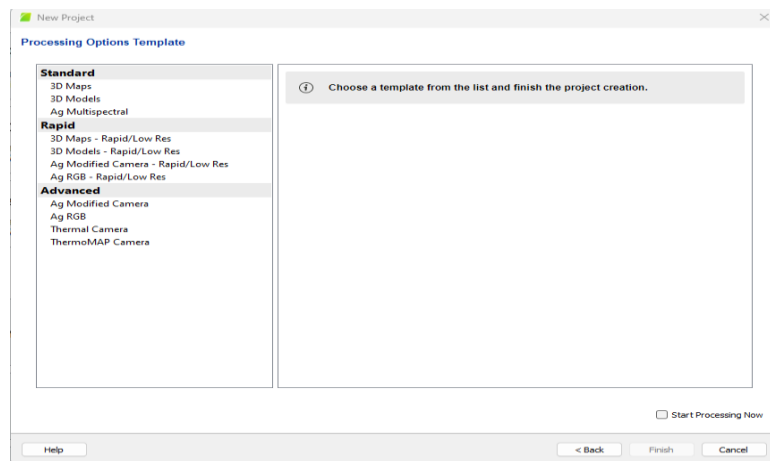 New Project
Processing Options Template
Standard
3D Maps
3D Models
Ag Multispectral
Rapid
3D Maps - Rapid/Low Res
3D Models - Rapid/Low Res
Ag Modified Camera - Rapid/Low Res
Ag RGB - Rapid/Low Res
Advanced
Ag Modified Camera
Ag RGB
Thermal Camera
ThermoMAP Camera
Choose a template from the list and finish the project creation.
Start Processing Now
Help
< Back
Finish
Cancel